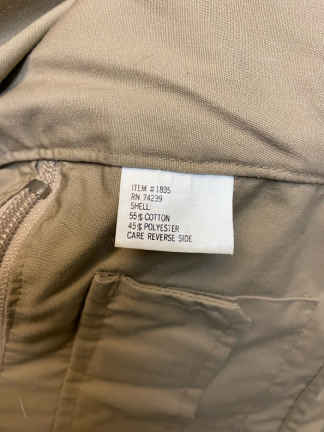 ITEM #1835
RN 74239
SHELL:
55% COTTON
45% POLYESTER
CARE REVERSE SIDE